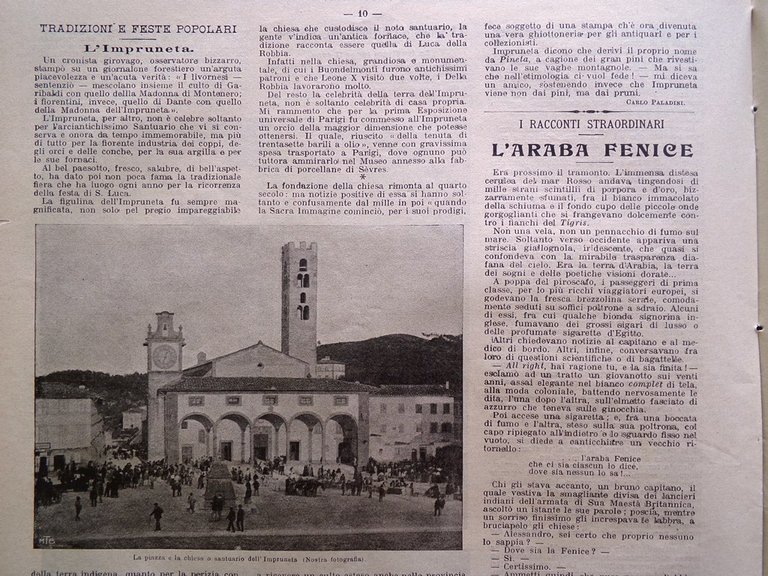 — 10 —
TRADIZIONI E FESTE POPOLARI
L'Impruneta.
Un cronista girovago, osservatore bizzarro,
stampò su un giornalone forestiero un'arguta
piacevolezza e un'acuta verità: « I livornesi —
sentenziò — mescolano insieme il culto di Ga-
ribaldi con quello della Madonna di Montenero;
i fiorentini, invece, quello di Dante con quello
della Madonna dell'Impruneta ».
L'Impruneta, per altro, non è celebre soltanto
per l'arciantichissimo Santuario che vi si con-
serva e onora da tempo immemorabile, ma più
di tutto per la fiorente industria dei coppi, de-
gli orci e delle conche, per la sua argilla e per
le sue fornaci.
Al bel paesotto, fresco, salubre, di bell'aspet-
to, ha dato poi non poca fama la tradizionale
fiera che ha luogo ogni anno per la ricorrenza
della festa di S. Luca.
La figulina dell'Impruneta fu sempre ma-
gnificata, non solo pel pregio impareggiabile
la chiesa che custodisce il noto santuario, la
gente v'indica un'antica fornace, che la tra-
dizione racconta essere quella di Luca della
Robbia.
Infatti nella chiesa, grandiosa e monumen-
tale, di cui i Buondelmonti furono antichissimi
patroni e che Leone X visitò due volte, i Della
Robbia lavorarono molto.
Del resto la celebrità della terra dell'Impru-
neta, non è soltanto celebrità di casa propria.
Mi rammento che per la prima Esposizione
universale di Parigi fu commesso all'Impruneta
un orcio della maggior dimensione che potesse
ottenersi. Il quale, riuscito « della tenuta di
trentasette barili a olio », venne con gravissima
spesa trasportato a Parigi, dove ognuno può
tuttora ammirarlo nel Museo annesso alla fab-
brica di porcellane di Sèvres.
*
La fondazione della chiesa rimonta al quarto
secolo: ma notizie positive di essa si hanno sol-
tanto e confusamente dal mille in poi « quando
la Sacra Immagine cominciò, per i suoi prodigi,
MTB
La piazza e la chiesa o santuario dell'Impruneta (Nostra fotografia).
della terra indigena, quanto per la perizia con
a ricevere un culto esteso anche nella provincia
fece soggetto di una stampa ch'è ora divenuta
una vera ghiottoneria per gli antiquari e per i
collezionisti.
Impruneta dicono che derivi il proprio nome
da Pineta, a cagione dei gran pini che rivesti-
vano le sue vaghe montagnole. — Ma si sa
che nell'etimologia ci vuol fede! — mi diceva
un amico, sostenendo invece che Impruneta
viene non dai pini, ma dai pruni.
CARLO PALADINI.
I RACCONTI STRAORDINARI
L'ARABA FENICE
Era prossimo il tramonto. L'immensa distesa
cerulea del mar Rosso andava tingendosi di
mille strani scintillii di porpora e d'oro, biz-
zarramente sfumati, fra il bianco immacolato
della schiuma e il fondo cupo delle piccole onde
gorgoglianti che si frangevano dolcemente con-
tro i fianchi del Tigris.
Non una vela, non un pennacchio di fumo sul
mare. Soltanto verso occidente appariva una
striscia giallognola, iridescente, che quasi si
confondeva con la mirabile trasparenza dia-
fana del cielo. Era la terra d'Arabia, la terra
dei sogni e delle poetiche visioni dorate...
A poppa del piroscafo, i passeggeri di prima
classe, per lo più ricchi viaggiatori europei, si
godevano la fresca brezzolina serale, comoda-
mente seduti su soffici poltrone a sdraio. Alcuni
di essi, fra cui qualche bionda signorina in-
glese, fumavano dei grossi sigari di lusso o
delle profumate sigarette d'Egitto.
Altri chiedevano notizie al capitano e al me-
dico di bordo. Altri, infine, conversavano fra
loro di questioni scientifiche o di bagattelle.
— All right, hai ragione tu, e la sia finita! —
esclamò ad un tratto un giovanotto sui venti
anni, assai elegante nel bianco complet di tela,
alla moda coloniale, battendo nervosamente le
dita, l'una dopo l'altra, sull'elmetto fasciato di
azzurro che teneva sulle ginocchia.
Poi accese una sigaretta; e, fra una boccata
di fumo e l'altra, steso sulla sua poltrona, col
capo ripiegato all'indietro e lo sguardo fisso nel
vuoto, si diede a canticchiare un vecchio ri-
tornello:
. . . . . l'araba Fenice
che ci sia ciascun lo dice,
dove sia nessun lo sa!...
Chi gli stava accanto, un bruno capitano, il
quale vestiva la smagliante divisa dei lancieri
indiani d'armata di Sua Maestà Britannica,
ascoltò un istante le sue parole; poscia, mentre
un sorriso finissimo gli increspava le labbra, a
bruciapelo gli chiese:
— Alessandro, sei certo che proprio nessuno
lo sappia? —
— Dove sia la Fenice? —
— Sì. —
— Certissimo. —
— Ammetti quindi che